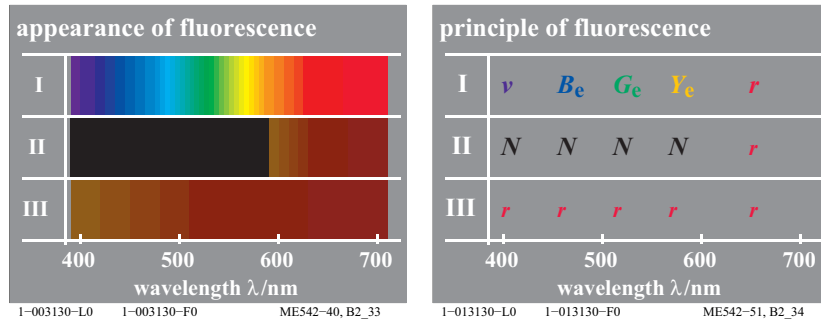 appearance of fluorescence
I
II
III
400 500 600 700
wavelength λ/nm
1−003130−L0 1−003130−F0 ME542−40, B2_33
principle of fluorescence
I v Be Ge Ye r
II N N N N r
III r r r r r
400 500 600 700
wavelength λ/nm
1−013130−L0 1−013130−F0 ME542−51, B2_34